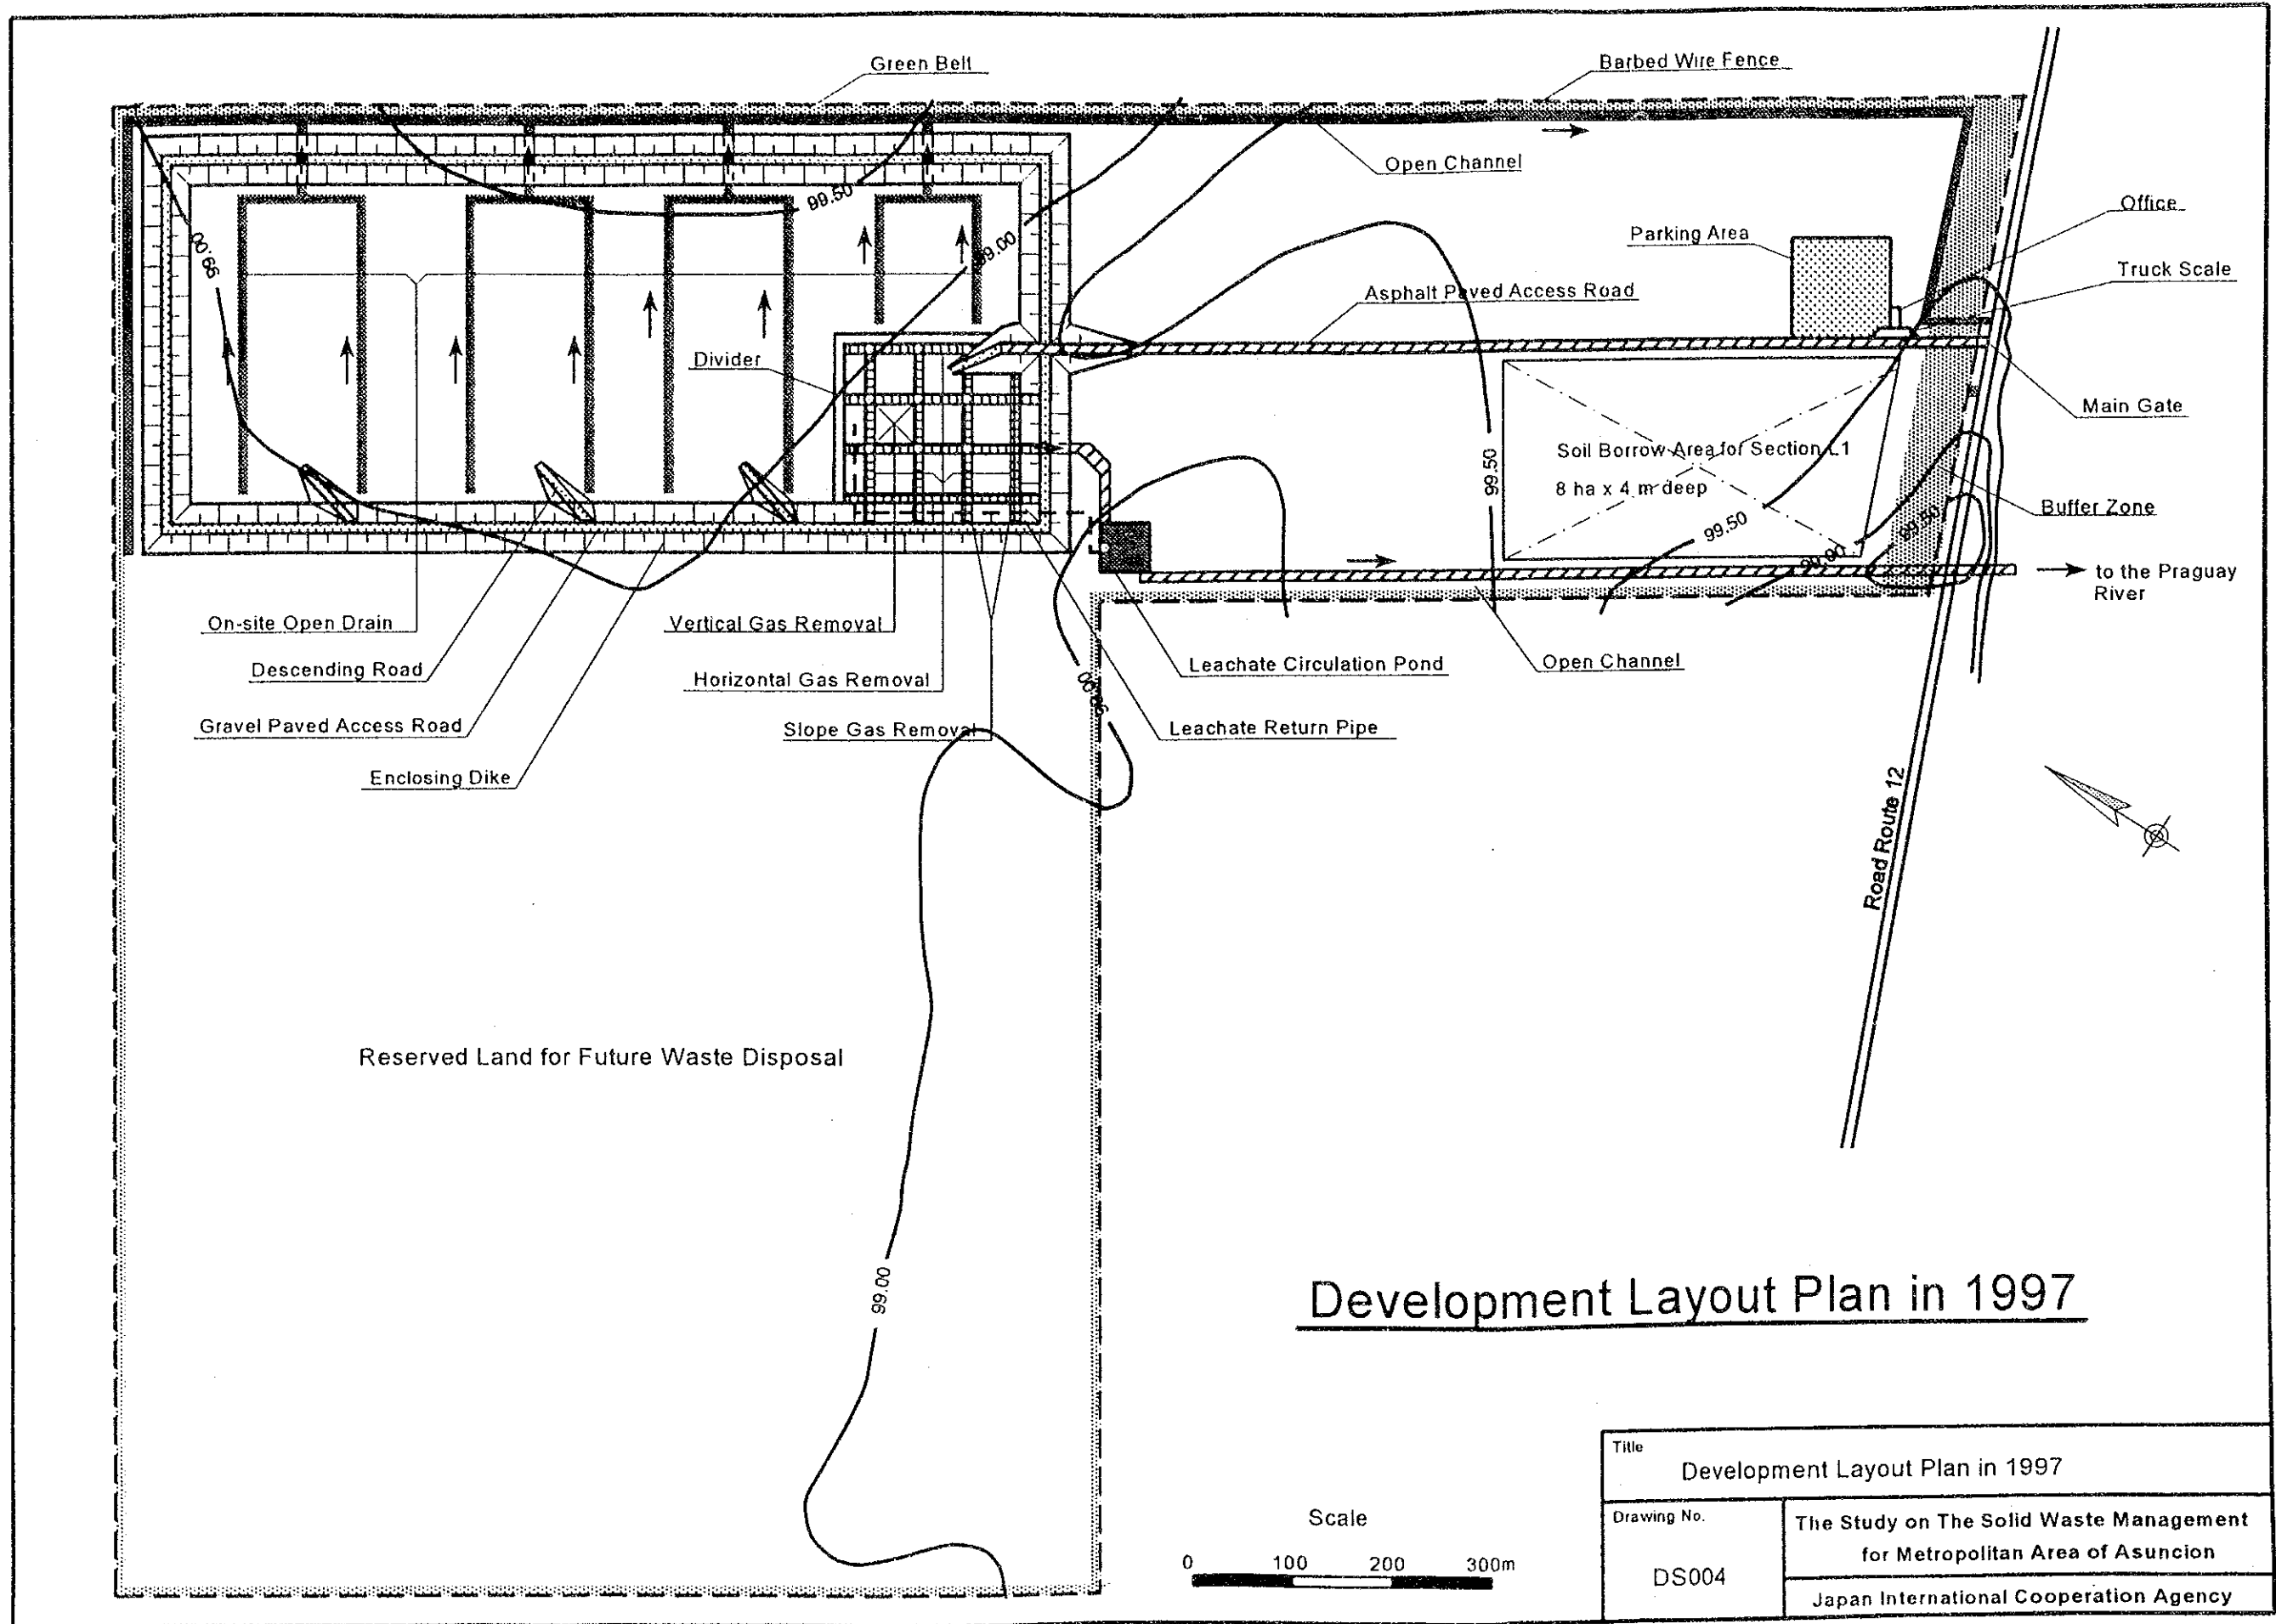 Green Belt
Barbed Wire Fence
Open Channel
Office
Parking Area
Truck Scale
Asphalt Paved Access Road
99.50
99.00
99.00
Divider
Main Gate
Soil Borrow Area for Section L1
8 ha x 4 m deep
99.50
99.50
99.00
99.50
Buffer Zone
to the Praguay
River
On-site Open Drain
Vertical Gas Removal
Descending Road
Horizontal Gas Removal
Leachate Circulation Pond
Open Channel
99.00
Gravel Paved Access Road
Slope Gas Removal
Leachate Return Pipe
Enclosing Dike
Road Route 12
Reserved Land for Future Waste Disposal
99.00
Development Layout Plan in 1997
Scale
0 100 200 300m
Title
Development Layout Plan in 1997
Drawing No.
DS004
The Study on The Solid Waste Management
for Metropolitan Area of Asuncion
Japan International Cooperation Agency